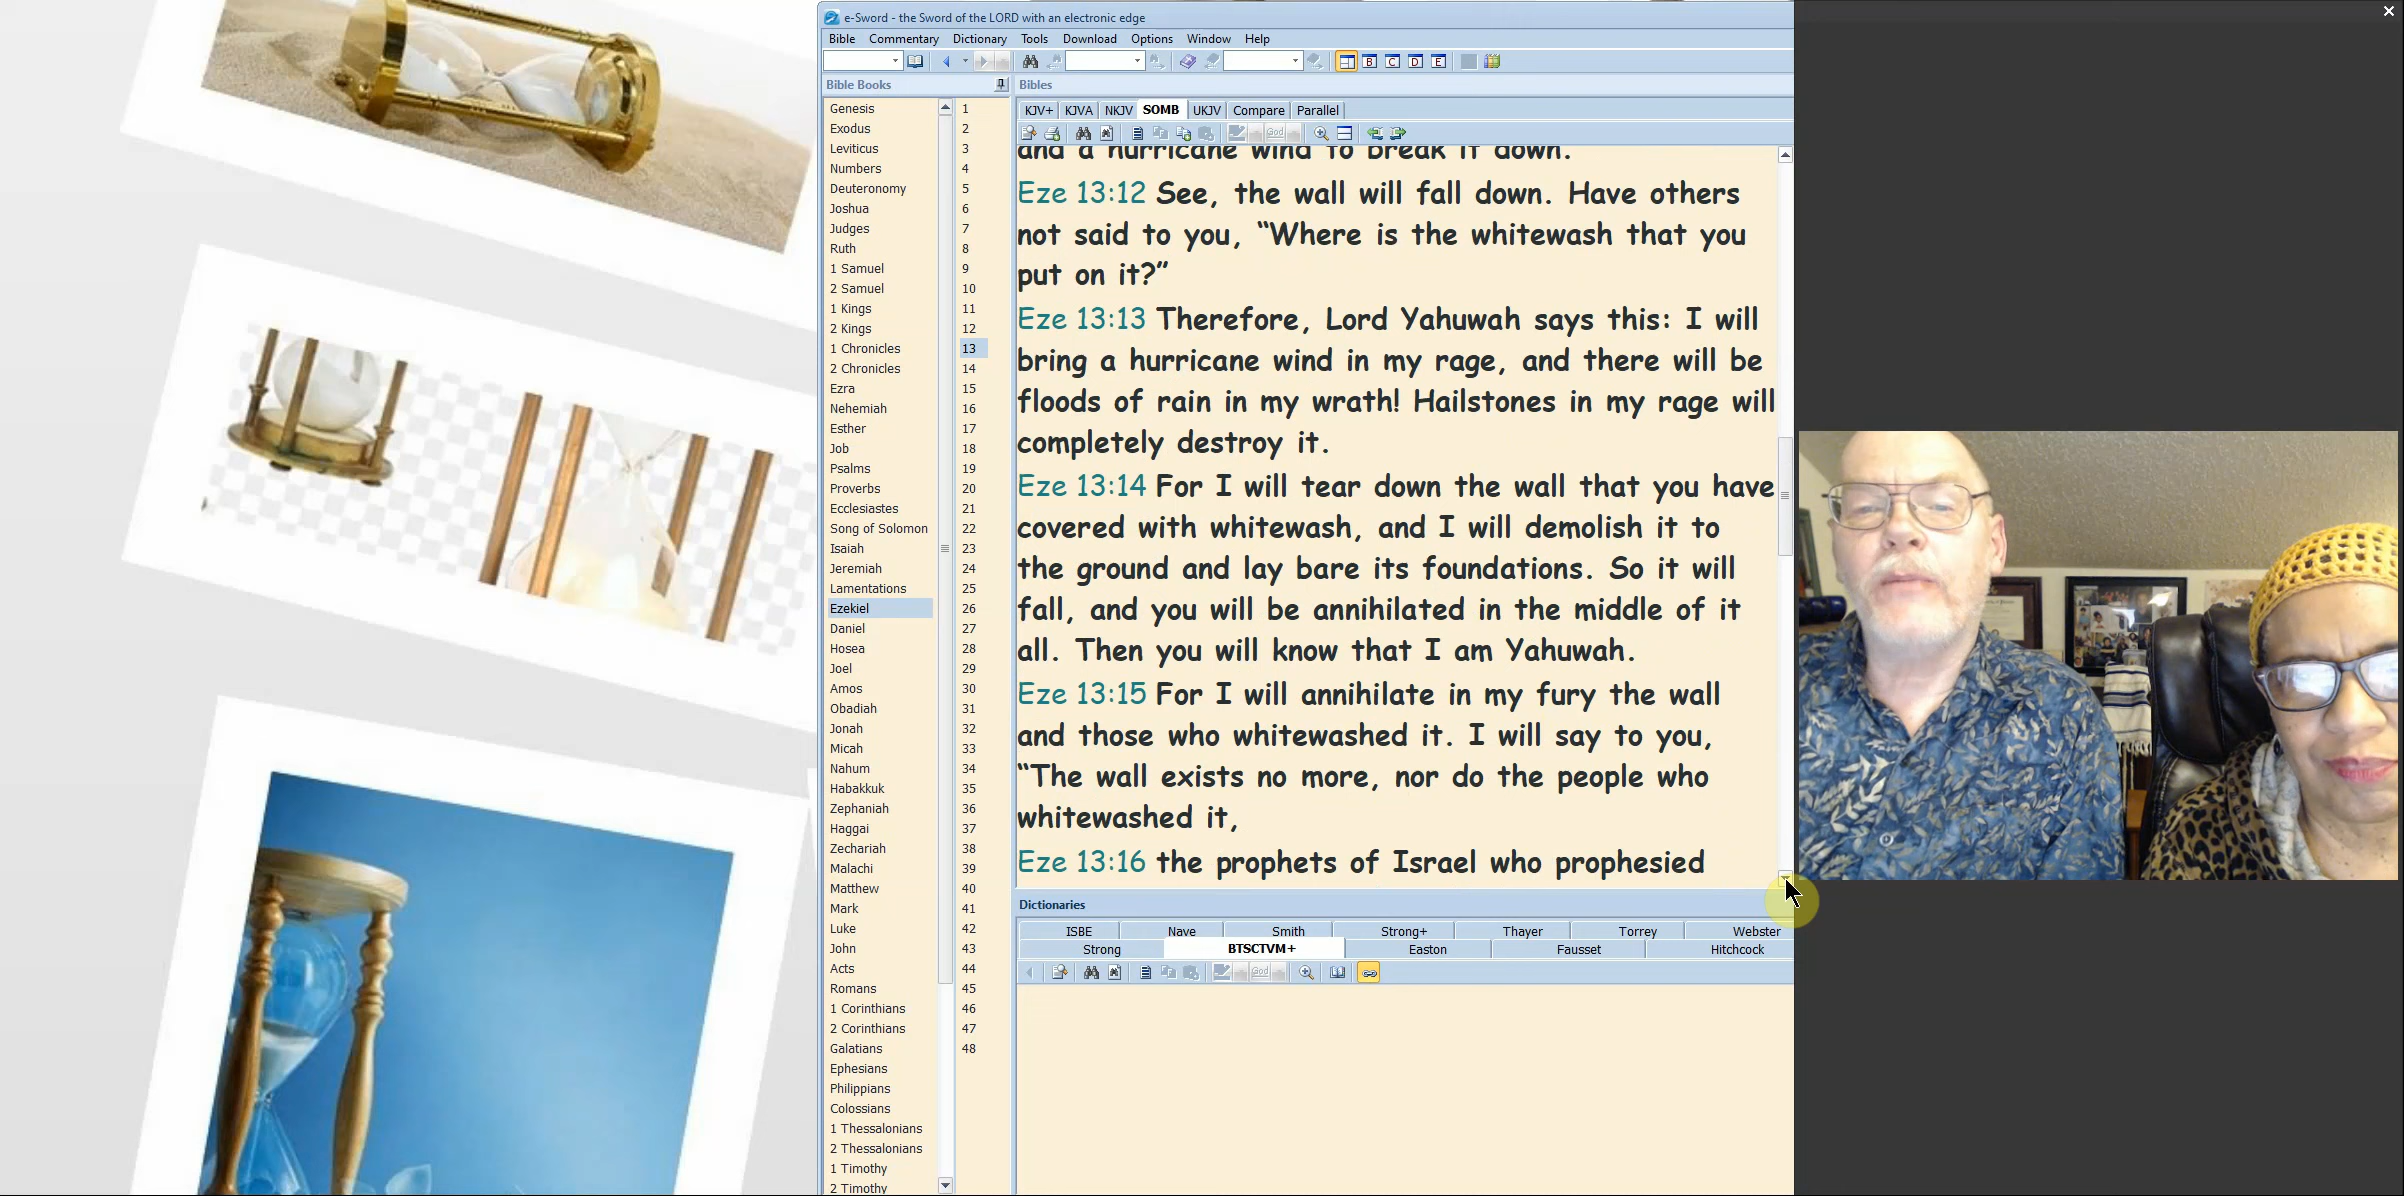 e-Sword - the Sword of the LORD with an electronic edge
Bible Commentary Dictionary Tools Download Options Window Help
B C D E
Bible Books
Bibles
Genesis
Exodus
Leviticus
Numbers
Deuteronomy
Joshua
Judges
Ruth
1 Samuel
2 Samuel
1 Kings
2 Kings
1 Chronicles
2 Chronicles
Ezra
Nehemiah
Esther
Job
Psalms
Proverbs
Ecclesiastes
Song of Solomon
Isaiah
Jeremiah
Lamentations
Ezekiel
Daniel
Hosea
Joel
Amos
Obadiah
Jonah
Micah
Nahum
Habakkuk
Zephaniah
Haggai
Zechariah
Malachi
Matthew
Mark
Luke
John
Acts
Romans
1 Corinthians
2 Corinthians
Galatians
Ephesians
Philippians
Colossians
1 Thessalonians
2 Thessalonians
1 Timothy
2 Timothy
1
2
3
4
5
6
7
8
9
10
11
12
13
14
15
16
17
18
19
20
21
22
23
24
25
26
27
28
29
30
31
32
33
34
35
36
37
38
39
40
41
42
43
44
45
46
47
48
KJV+ KJVA NKJV SOMB UKJV Compare Parallel
God
and a hurricane wind to break it down.
Eze 13:12 See, the wall will fall down. Have others
not said to you, “Where is the whitewash that you
put on it?”
Eze 13:13 Therefore, Lord Yahuwah says this: I will
bring a hurricane wind in my rage, and there will be
floods of rain in my wrath! Hailstones in my rage will
completely destroy it.
Eze 13:14 For I will tear down the wall that you have
covered with whitewash, and I will demolish it to
the ground and lay bare its foundations. So it will
fall, and you will be annihilated in the middle of it
all. Then you will know that I am Yahuwah.
Eze 13:15 For I will annihilate in my fury the wall
and those who whitewashed it. I will say to you,
“The wall exists no more, nor do the people who
whitewashed it,
Eze 13:16 the prophets of Israel who prophesied
Dictionaries
ISBE Nave Smith Strong+ Thayer Torrey Webster
Strong BTSCTVM+ Easton Fausset Hitchcock
God